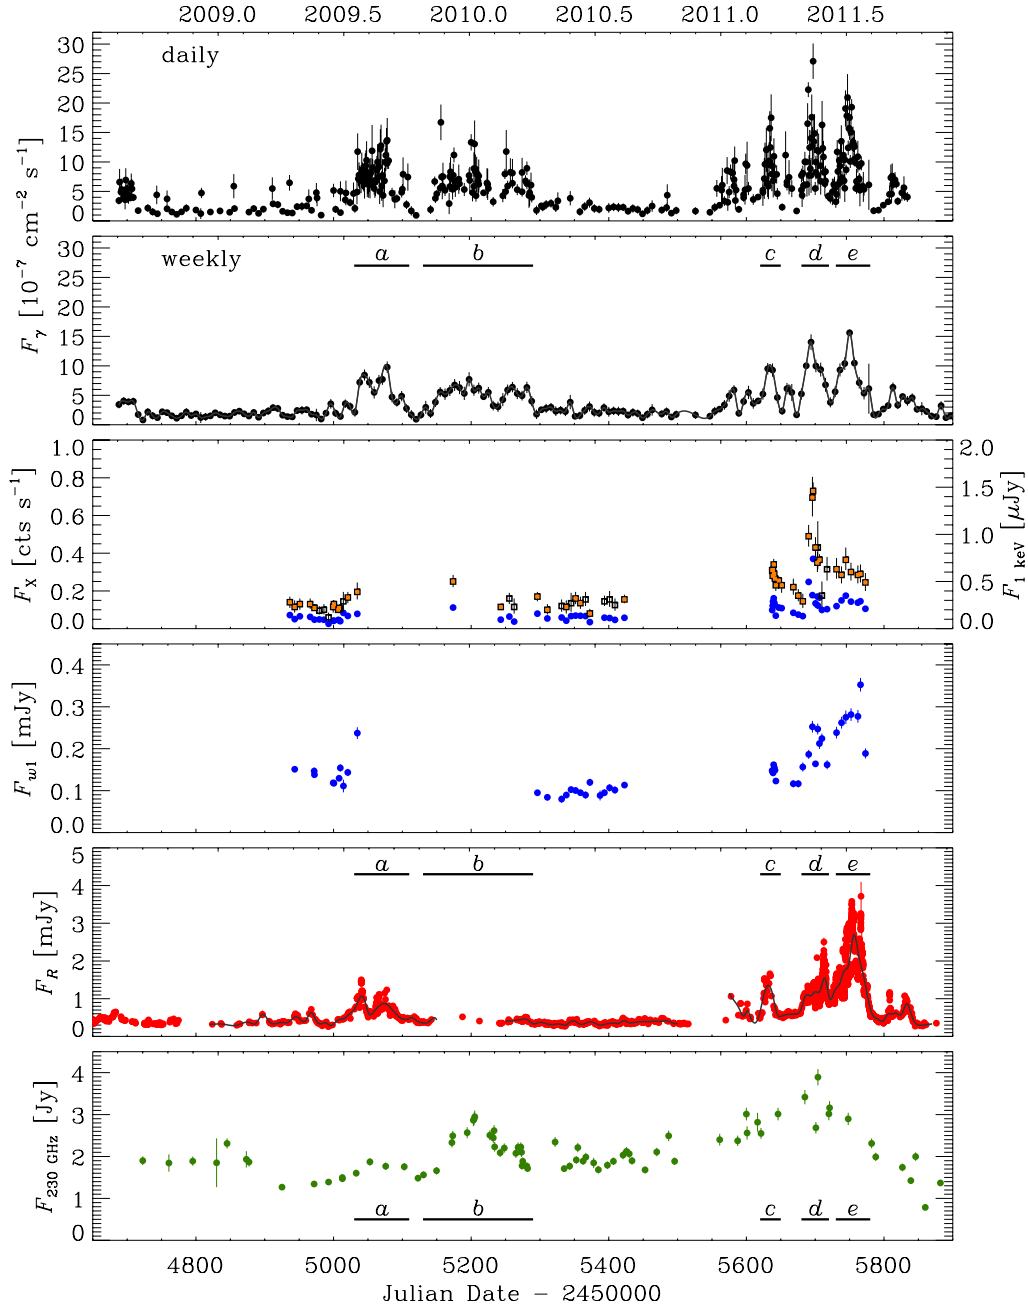 2009.0 2009.5 2010.0 2010.5 2011.0 2011.5
daily
30
25
20
15
10
5
0
weekly
a b c d e
30
25
20
15
10
5
0
F_γ [10⁻⁷ cm⁻² s⁻¹]
1.0
0.8
0.6
0.4
0.2
0.0
F_X [cts s⁻¹]
2.0
1.5
1.0
0.5
0.0
F_1 keV [μJy]
0.4
0.3
0.2
0.1
0.0
F_w1 [mJy]
a b c d e
5
4
3
2
1
0
F_R [mJy]
4
3
2
1
0
F_230 GHz [Jy]
a b c d e
4800 5000 5200 5400 5600 5800
Julian Date − 2450000